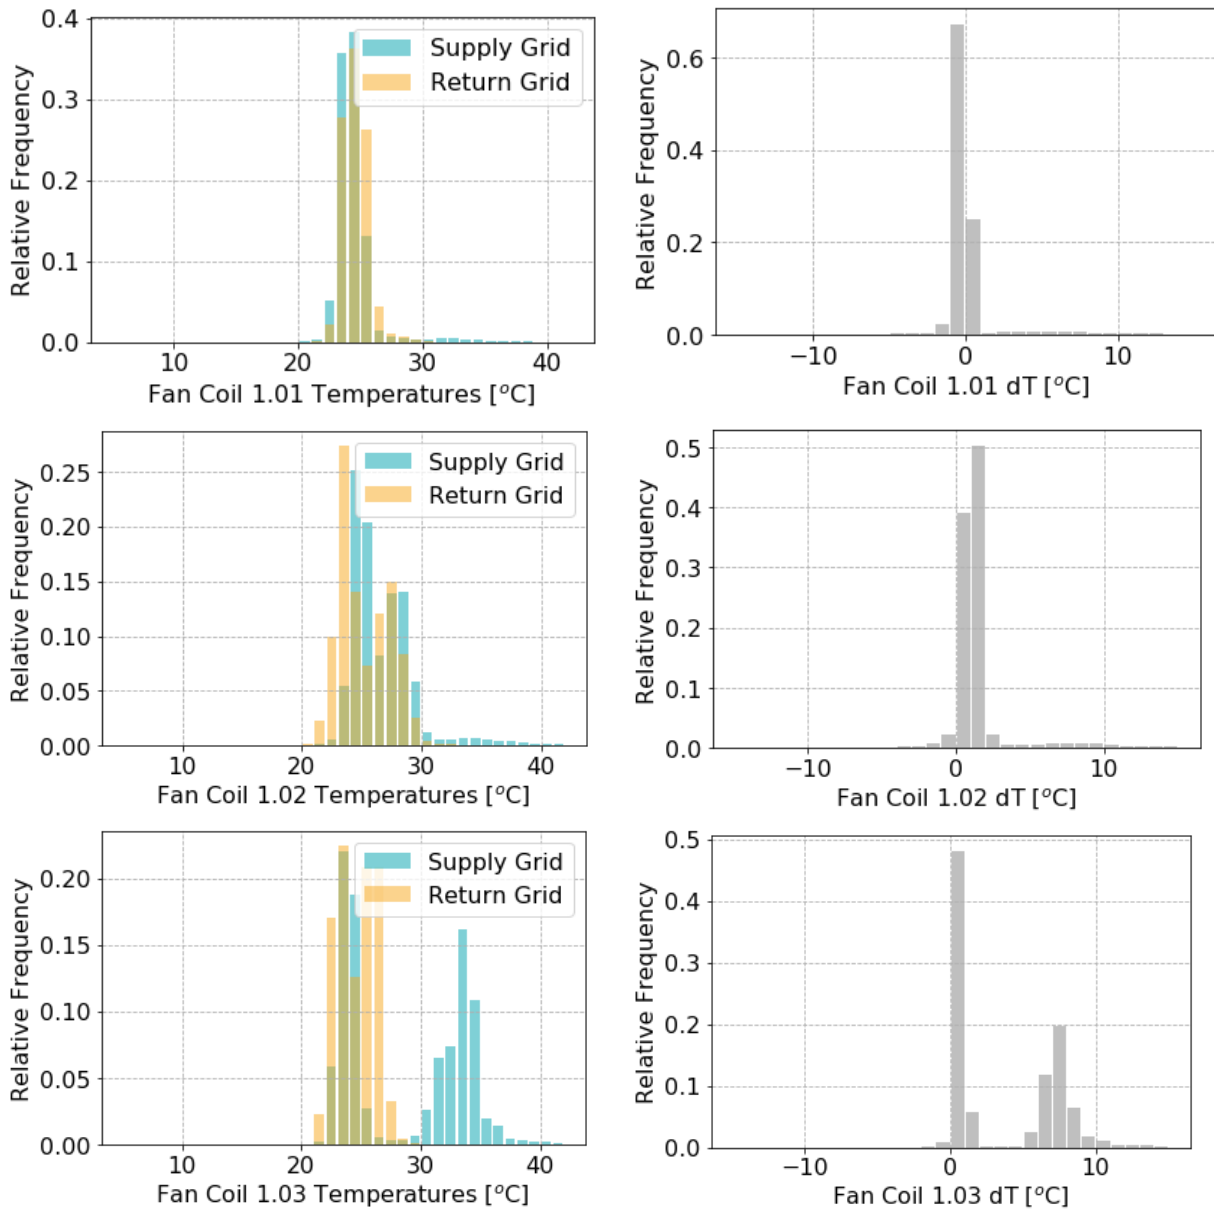 0.4
0.3
0.2
0.1
0.0
Relative Frequency
Supply Grid
Return Grid
10 20 30 40
Fan Coil 1.01 Temperatures [°C]
0.6
0.4
0.2
0.0
Relative Frequency
−10 0 10
Fan Coil 1.01 dT [°C]
0.25
0.20
0.15
0.10
0.05
0.00
Relative Frequency
Supply Grid
Return Grid
10 20 30 40
Fan Coil 1.02 Temperatures [°C]
0.5
0.4
0.3
0.2
0.1
0.0
Relative Frequency
−10 0 10
Fan Coil 1.02 dT [°C]
0.20
0.15
0.10
0.05
0.00
Relative Frequency
Supply Grid
Return Grid
10 20 30 40
Fan Coil 1.03 Temperatures [°C]
0.5
0.4
0.3
0.2
0.1
0.0
Relative Frequency
−10 0 10
Fan Coil 1.03 dT [°C]